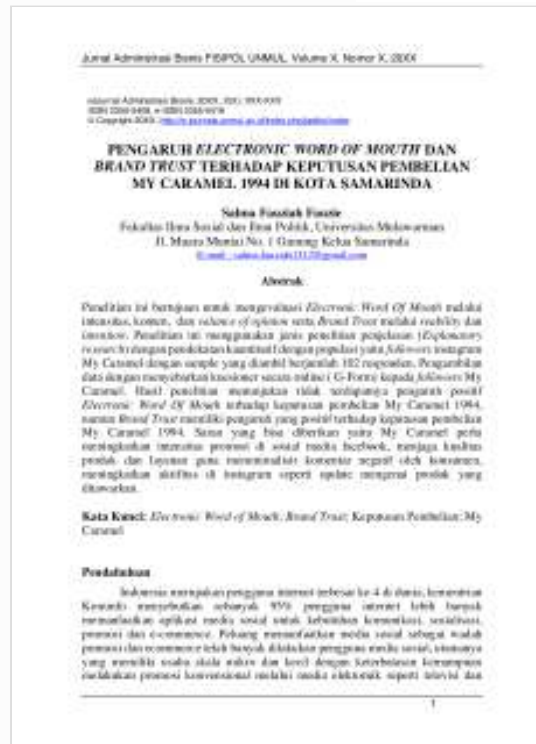 Jurnal Administrasi Bisnis FISIPOL UNMUL, Volume X, Nomor X, 20XX
PENGARUH ELECTRONIC WORD OF MOUTH DAN
BRAND TRUST TERHADAP KEPUTUSAN PEMBELIAN
MY CARAMEL 1994 DI KOTA SAMARINDA
Salma Fauziah Fauzie
Fakultas Ilmu Sosial dan Ilmu Politik, Universitas Mulawarman
Jl. Muara Muntai No. 1 Gunung Kelua Samarinda
Abstrak
Penelitian ini bertujuan untuk mengevaluasi Electronic Word Of Mouth melalui
intensitas, konten, dan valance of opinion serta Brand Trust melalui reability dan
intention. Penelitian ini menggunakan jenis penelitian penjelasan (Explanatory
research) dengan pendekatan kuantitatif dengan populasi yaitu followers instagram
My Caramel dengan sample yang diambil berjumlah 102 responden. Pengambilan
data dengan menyebarkan kuesioner secara online ( G-Form) kepada followers My
Caramel. Hasil penelitian menunjukan tidak terdapatnya pengaruh positif
Electronic Word Of Mouth terhadap keputusan pembelian My Caramel 1994,
namun Brand Trust memiliki pengaruh yang positif terhadap keputusan pembelian
My Caramel 1994. Saran yang bisa diberikan yaitu My Caramel perlu
meningkatkan intensitas promosi di sosial media facebook, menjaga kualitas
produk dan layanan guna meminimalisir komentar negatif oleh konsumen,
meningkatkan aktifitas di instagram seperti update mengenai produk yang
ditawarkan.
Kata Kunci: Electronic Word of Mouth; Brand Trust; Keputusan Pembelian; My
Caramel
Pendahuluan
Indonesia merupakan pengguna internet terbesar ke-4 di dunia, kementrian
Kominfo menyebutkan sebanyak 95% pengguna internet lebih banyak
memanfaatkan aplikasi media sosial untuk kebutuhan komunikasi, sosialisasi,
promosi dan e-commerce. Peluang memanfaatkan media sosial sebagai wadah
promosi dan ecommerce telah banyak dilakukan pengguna media sosial, utamanya
yang memiliki usaha skala mikro dan kecil dengan keterbatasan kemampuan
melakukan promosi konvensional melalui media elektronik seperti televisi dan
1